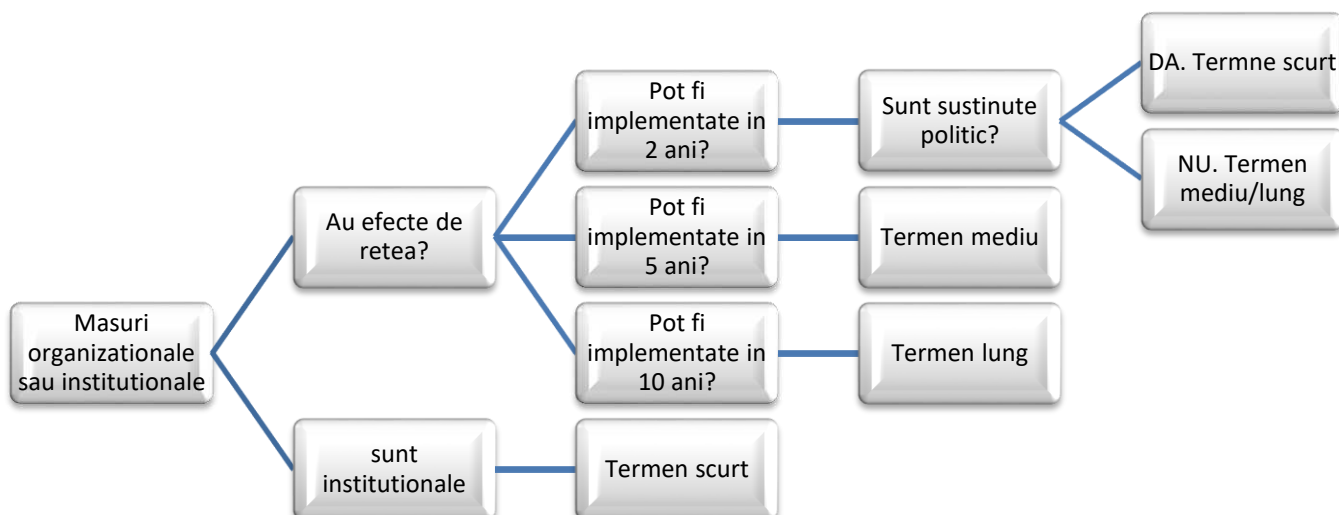 Masuri
organizationale
sau institutionale
Au efecte de
retea?
Pot fi
implementate in
2 ani?
Sunt sustinute
politic?
DA. Termne scurt
NU. Termen
mediu/lung
Pot fi
implementate in
5 ani?
Termen mediu
Pot fi
implementate in
10 ani?
Termen lung
sunt
institutionale
Termen scurt